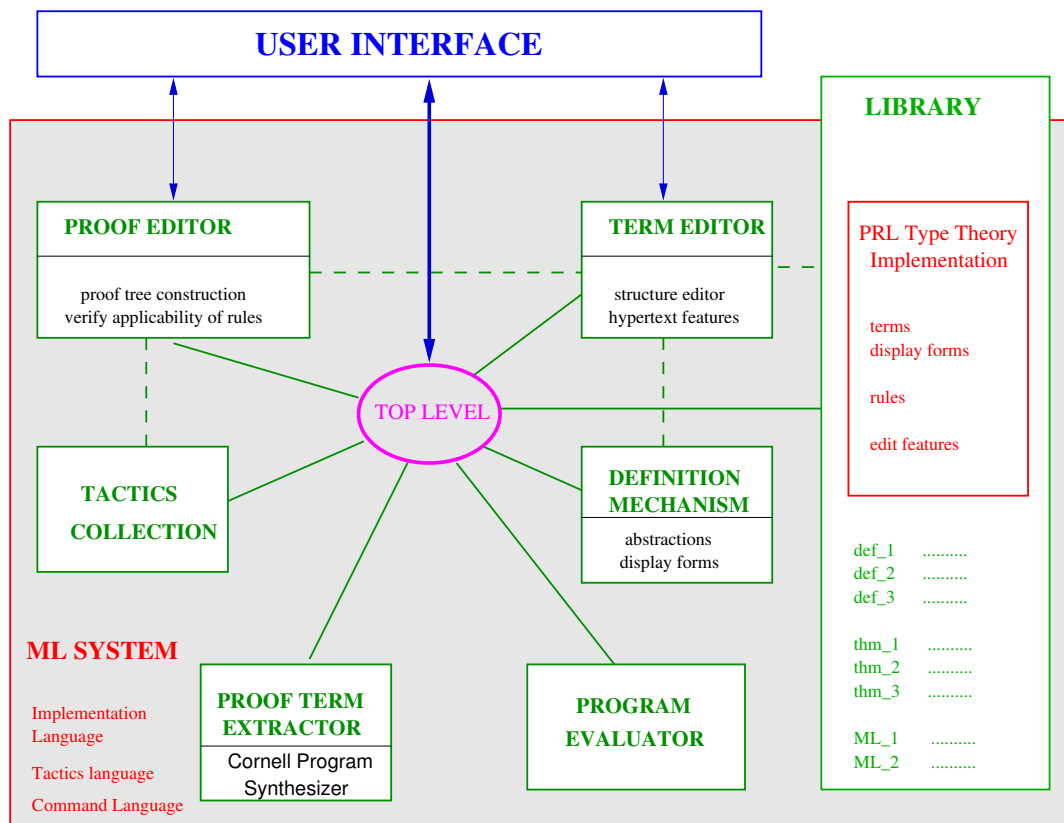 USER INTERFACE
LIBRARY
PROOF EDITOR
proof tree construction
verify applicability of rules
TERM EDITOR
structure editor
hypertext features
PRL Type Theory
Implementation
terms
display forms
rules
edit features
TOP LEVEL
TACTICS
COLLECTION
DEFINITION
MECHANISM
abstractions
display forms
def_1 ..........
def_2 ..........
def_3 ..........
thm_1 ..........
thm_2 ..........
thm_3 ..........
ML_1 ..........
ML_2 ..........
ML SYSTEM
Implementation
Language
Tactics language
Command Language
PROOF TERM
EXTRACTOR
Cornell Program
Synthesizer
PROGRAM
EVALUATOR